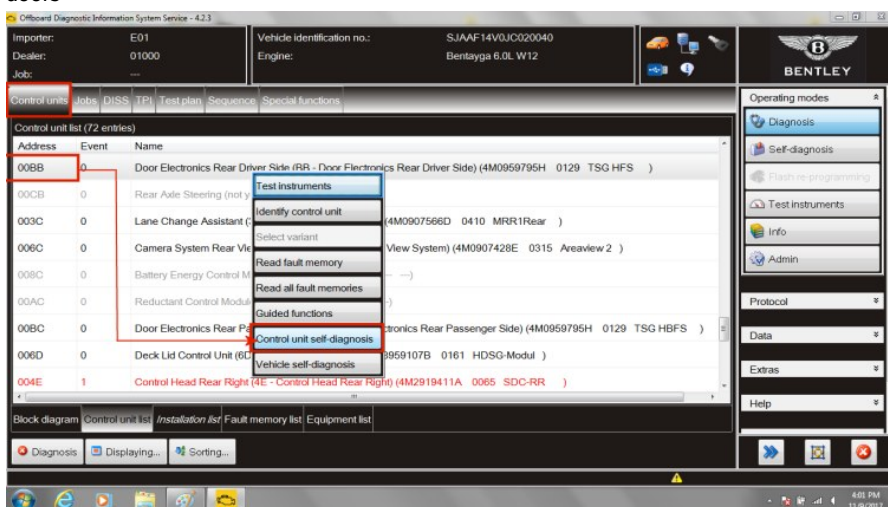 users
Offboard Diagnostic Information System Service - 4.2.3
Importer: E01 Vehicle identification no.: SJAAF14V0JC020040
Dealer: 01000 Engine: Bentayga 6.0L W12
Job: ---
BENTLEY
Control units Jobs DISS TPI Test plan Sequence Special functions
Operating modes
Control unit list (72 entries)
Diagnosis
Address Event Name
Self-diagnosis
00BB 0 Door Electronics Rear Driver Side (BB - Door Electronics Rear Driver Side) (4M0959795H 0129 TSG HFS )
Flash re-programming
Test instruments
00CB 0 Rear Axle Steering (not y
Identify control unit
Test instruments
003C 0 Lane Change Assistant (3 (4M0907566D 0410 MRR1Rear )
Select variant
Info
006C 0 Camera System Rear Vie View System) (4M0907428E 0315 Areaview 2 )
Read fault memory
Admin
008C 0 Battery Energy Control M
Read all fault memories
00AC 0 Reductant Control Modul
Guided functions
Protocol
00BC 0 Door Electronics Rear Pa ctronics Rear Passenger Side) (4M0959795H 0129 TSG HBFS )
Control unit self-diagnosis
Data
006D 0 Deck Lid Control Unit (6D 959107B 0161 HDSG-Modul )
Vehicle self-diagnosis
Extras
004E 1 Control Head Rear Right (4E - Control Head Rear Right) (4M2919411A 0065 SDC-RR )
Help
Block diagram Control unit list Installation list Fault memory list Equipment list
Diagnosis Displaying... Sorting...
4:01 PM
11/9/2017